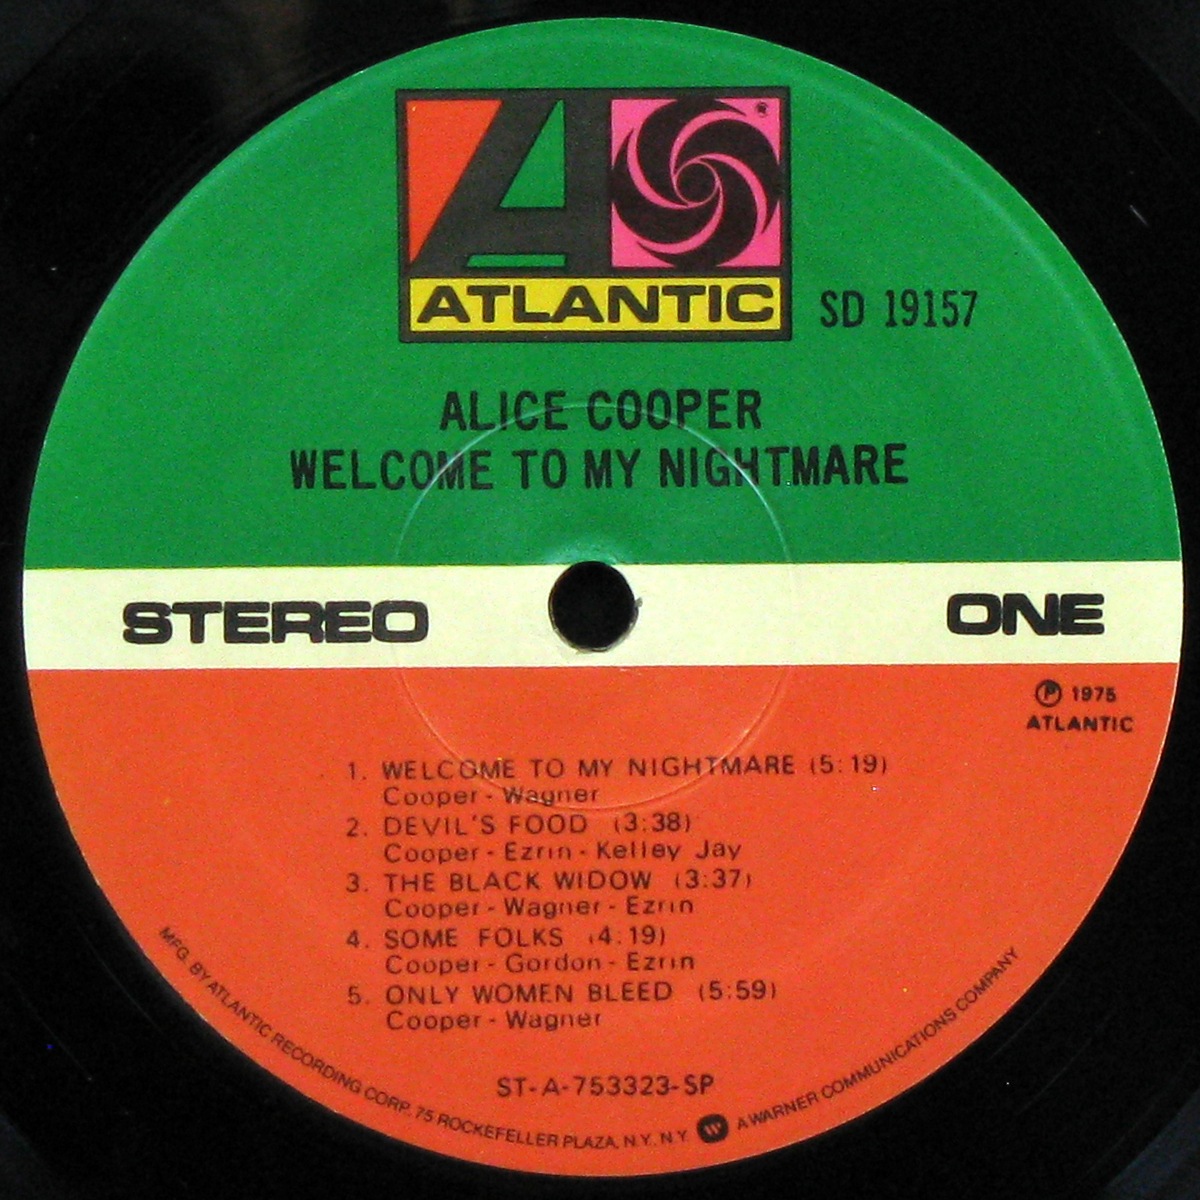 ATLANTIC
SD 19157
ALICE COOPER
WELCOME TO MY NIGHTMARE
STEREO
ONE
℗ 1975
ATLANTIC
1. WELCOME TO MY NIGHTMARE (5:19)
Cooper - Wagner
2. DEVIL'S FOOD (3:38)
Cooper - Ezrin - Kelley Jay
3. THE BLACK WIDOW (3:37)
Cooper - Wagner - Ezrin
4. SOME FOLKS (4:19)
Cooper - Gordon - Ezrin
5. ONLY WOMEN BLEED (5:59)
Cooper - Wagner
ST-A-753323-SP
MFG. BY ATLANTIC RECORDING CORP. 75 ROCKEFELLER PLAZA, N.Y. N.Y. A WARNER COMMUNICATIONS COMPANY